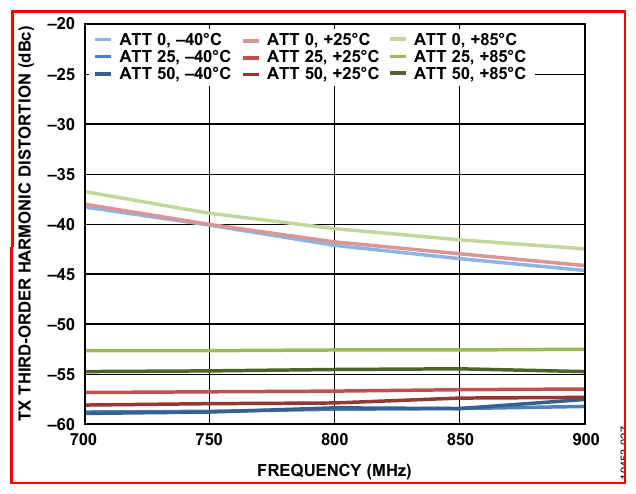 –20
–25
–30
–35
–40
–45
–50
–55
–60
TX THIRD-ORDER HARMONIC DISTORTION (dBc)
ATT 0, –40°C ATT 0, +25°C ATT 0, +85°C
ATT 25, –40°C ATT 25, +25°C ATT 25, +85°C
ATT 50, –40°C ATT 50, +25°C ATT 50, +85°C
700 750 800 850 900
FREQUENCY (MHz)